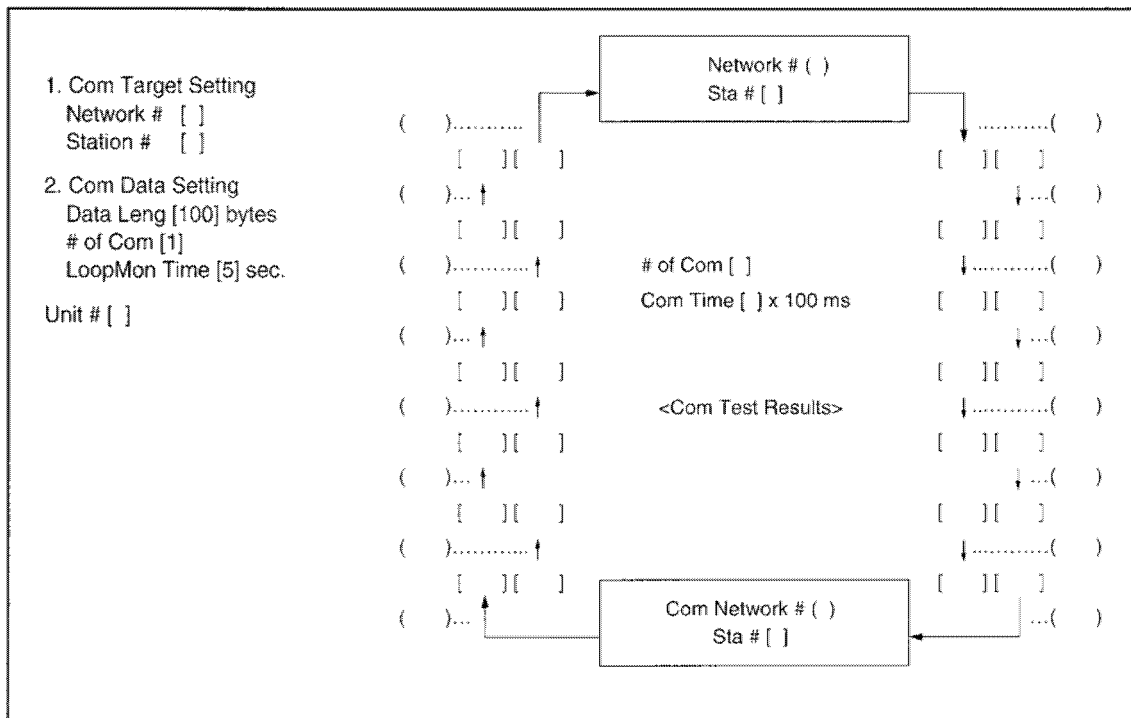 1. Com Target Setting
Network # [ ]
Station # [ ]
2. Com Data Setting
Data Leng [100] bytes
# of Com [1]
LoopMon Time [5] sec.
Unit # [ ]
Network # ( )
Sta # [ ]
( ).......... ..........( )
[ ][ ] [ ][ ]
( )... ...( )
[ ][ ] [ ][ ]
( )........... # of Com [ ] ...........( )
[ ][ ] Com Time [ ] x 100 ms [ ][ ]
( )... ...( )
[ ][ ] [ ][ ]
( )........... <Com Test Results> ...........( )
[ ][ ] [ ][ ]
( )... ...( )
[ ][ ] [ ][ ]
( )........... ...........( )
[ ][ ] [ ][ ]
( )... ...( )
Com Network # ( )
Sta # [ ]